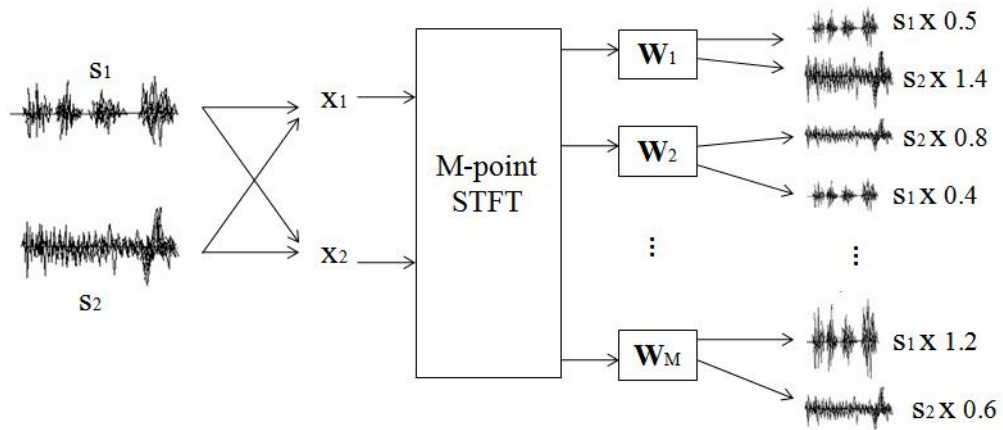 s1
s2
x1
x2
M-point
STFT
W1
W2
⋮
WM
s1 x 0.5
s2 x 1.4
s2 x 0.8
s1 x 0.4
⋮
s1 x 1.2
s2 x 0.6